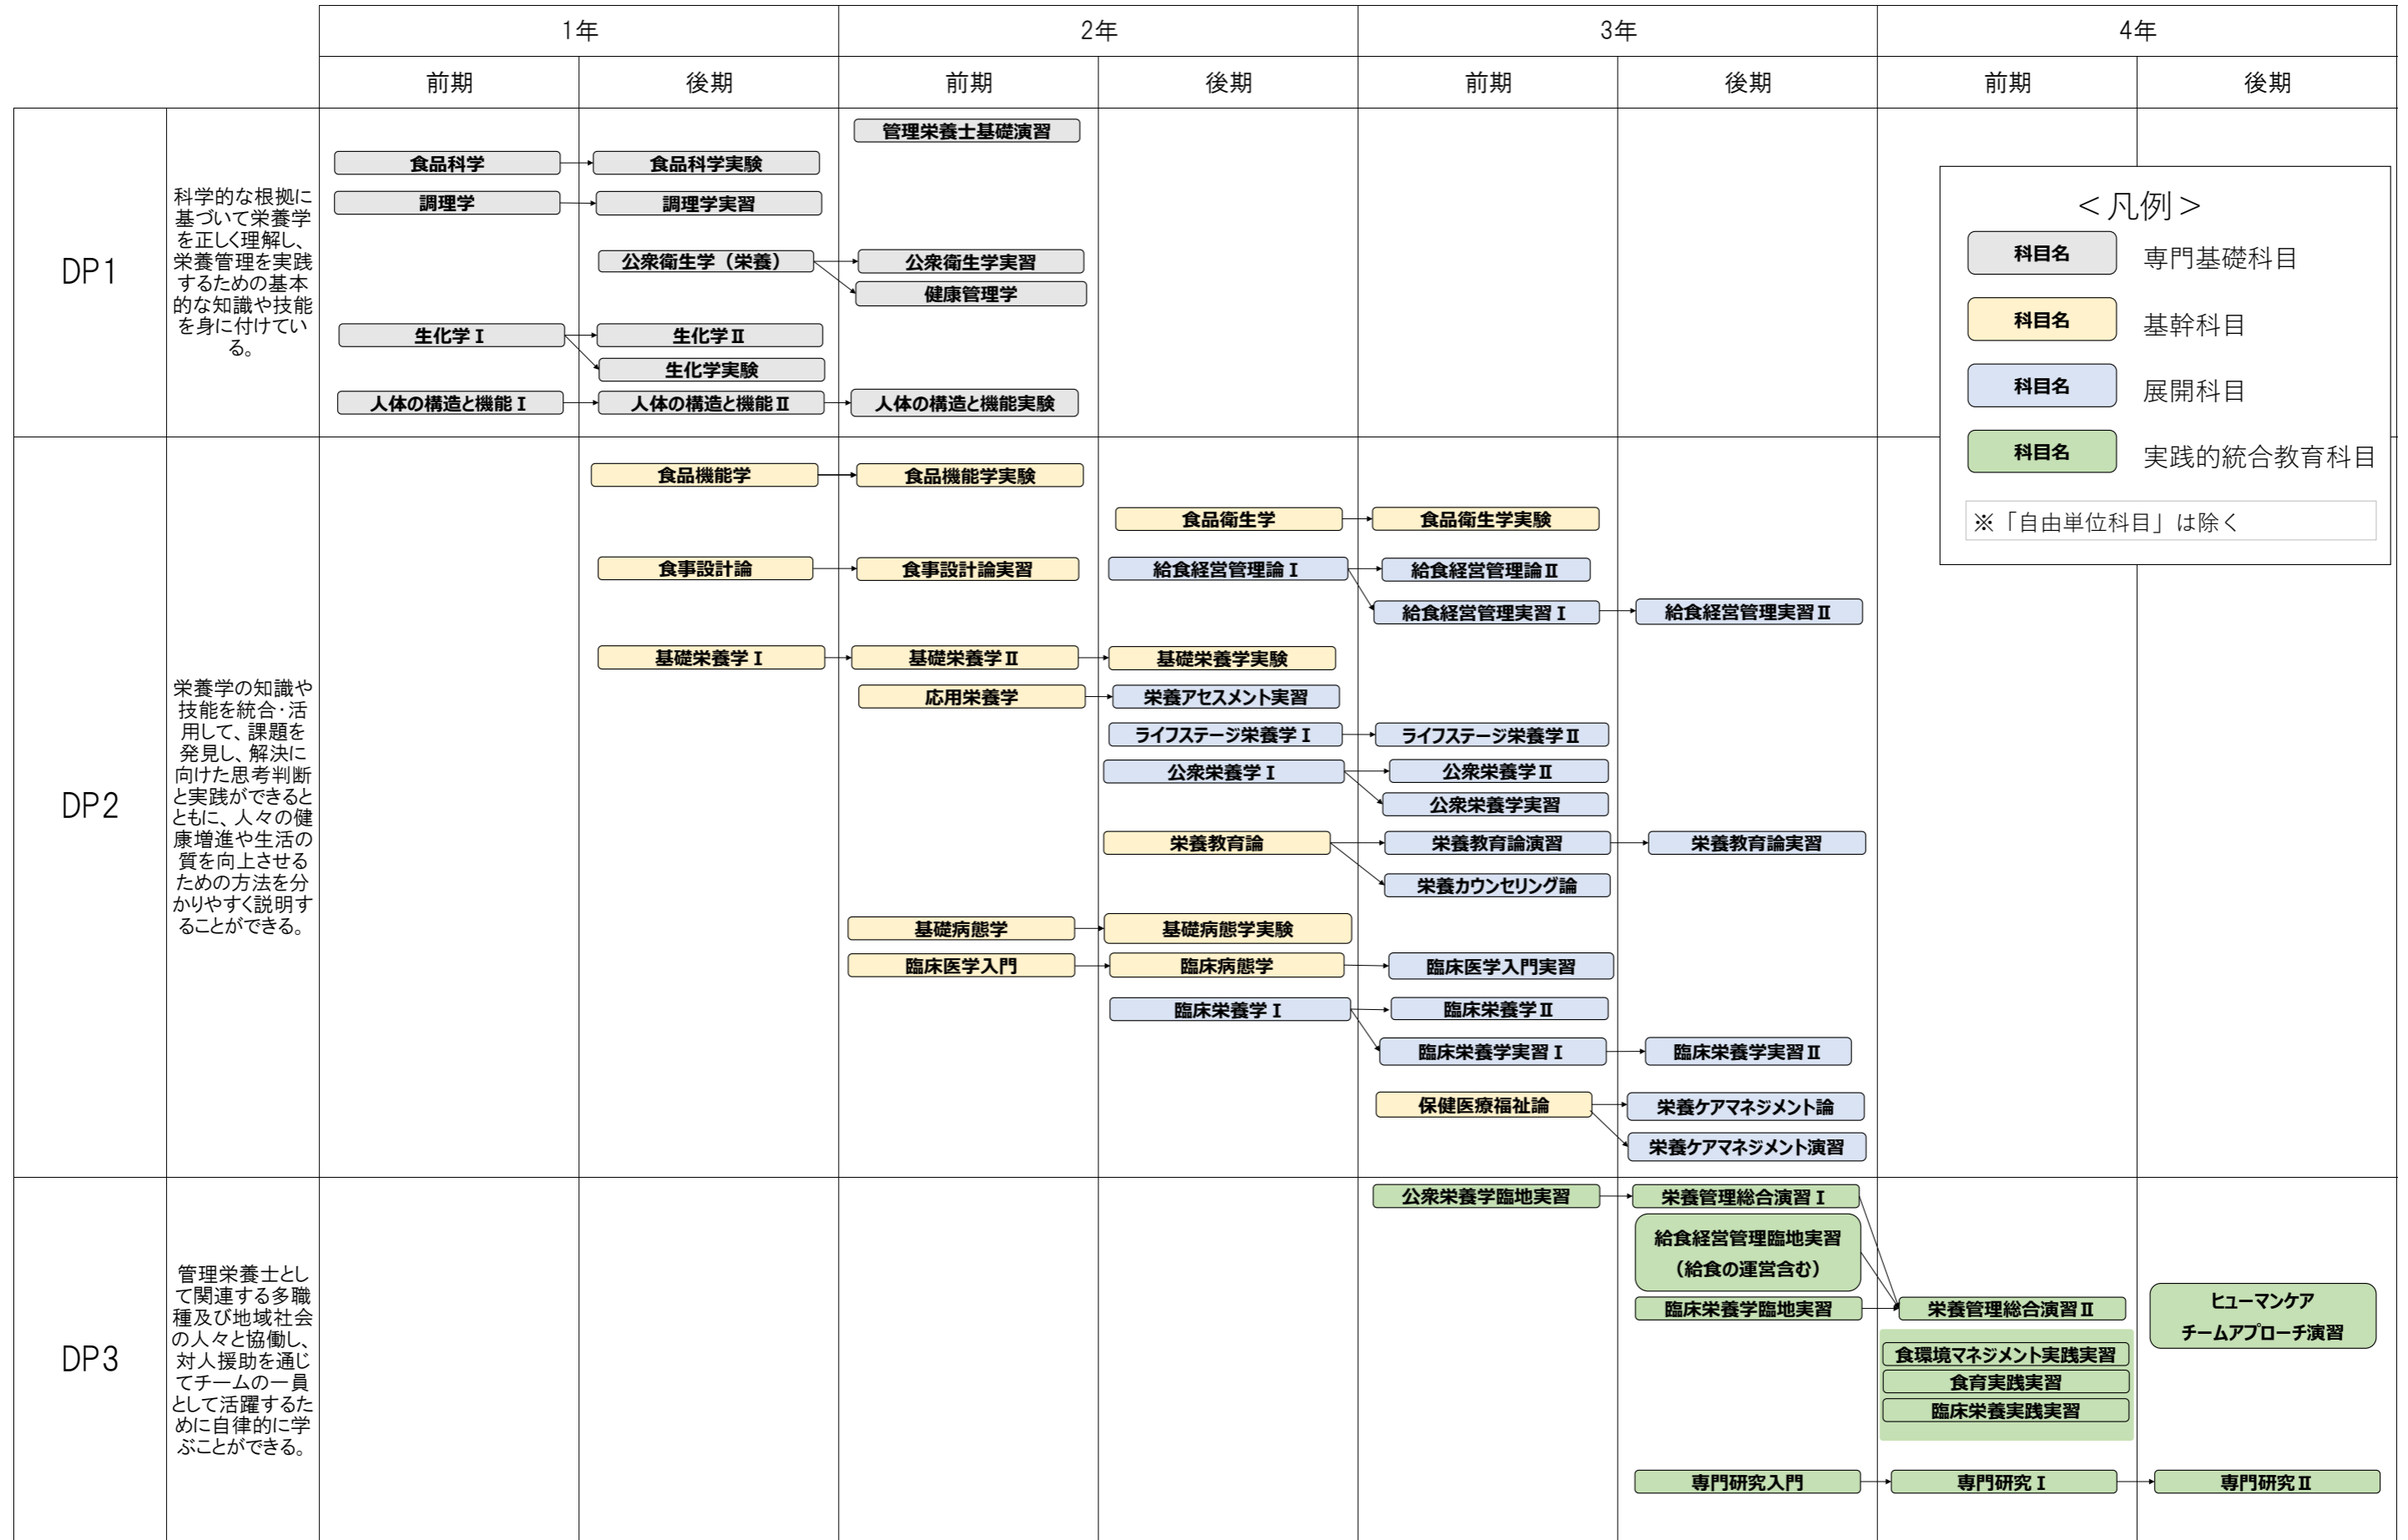 1年
2年
3年
4年
前期
後期
前期
後期
前期
後期
前期
後期
DP1
科学的な根拠に
基づいて栄養学
を正しく理解し、
栄養管理を実践
するための基本
的な知識や技能
を身に付けてい
る。
管理栄養士基礎演習
食品科学
食品科学実験
調理学
調理学実習
公衆衛生学（栄養）
公衆衛生学実習
健康管理学
生化学Ⅰ
生化学Ⅱ
生化学実験
人体の構造と機能Ⅰ
人体の構造と機能Ⅱ
人体の構造と機能実験
＜凡例＞
科目名
専門基礎科目
科目名
基幹科目
科目名
展開科目
科目名
実践的統合教育科目
※「自由単位科目」は除く
DP2
栄養学の知識や
技能を統合・活
用して、課題を
発見し、解決に
向けた思考判断
と実践ができると
ともに、人々の健
康増進や生活の
質を向上させる
ための方法を分
かりやすく説明す
ることができる。
食品機能学
食品機能学実験
食品衛生学
食品衛生学実験
食事設計論
食事設計論実習
給食経営管理論Ⅰ
給食経営管理論Ⅱ
給食経営管理実習Ⅰ
給食経営管理実習Ⅱ
基礎栄養学Ⅰ
基礎栄養学Ⅱ
基礎栄養学実験
応用栄養学
栄養アセスメント実習
ライフステージ栄養学Ⅰ
ライフステージ栄養学Ⅱ
公衆栄養学Ⅰ
公衆栄養学Ⅱ
公衆栄養学実習
栄養教育論
栄養教育論演習
栄養教育論実習
栄養カウンセリング論
基礎病態学
基礎病態学実験
臨床医学入門
臨床病態学
臨床医学入門実習
臨床栄養学Ⅰ
臨床栄養学Ⅱ
臨床栄養学実習Ⅰ
臨床栄養学実習Ⅱ
保健医療福祉論
栄養ケアマネジメント論
栄養ケアマネジメント演習
DP3
管理栄養士とし
て関連する多職
種及び地域社会
の人々と協働し、
対人援助を通じ
てチームの一員
として活躍するた
めに自律的に学
ぶことができる。
公衆栄養学臨地実習
栄養管理総合演習Ⅰ
給食経営管理臨地実習
（給食の運営含む）
臨床栄養学臨地実習
栄養管理総合演習Ⅱ
ヒューマンケア
チームアプローチ演習
食環境マネジメント実践実習
食育実践実習
臨床栄養実践実習
専門研究入門
専門研究Ⅰ
専門研究Ⅱ